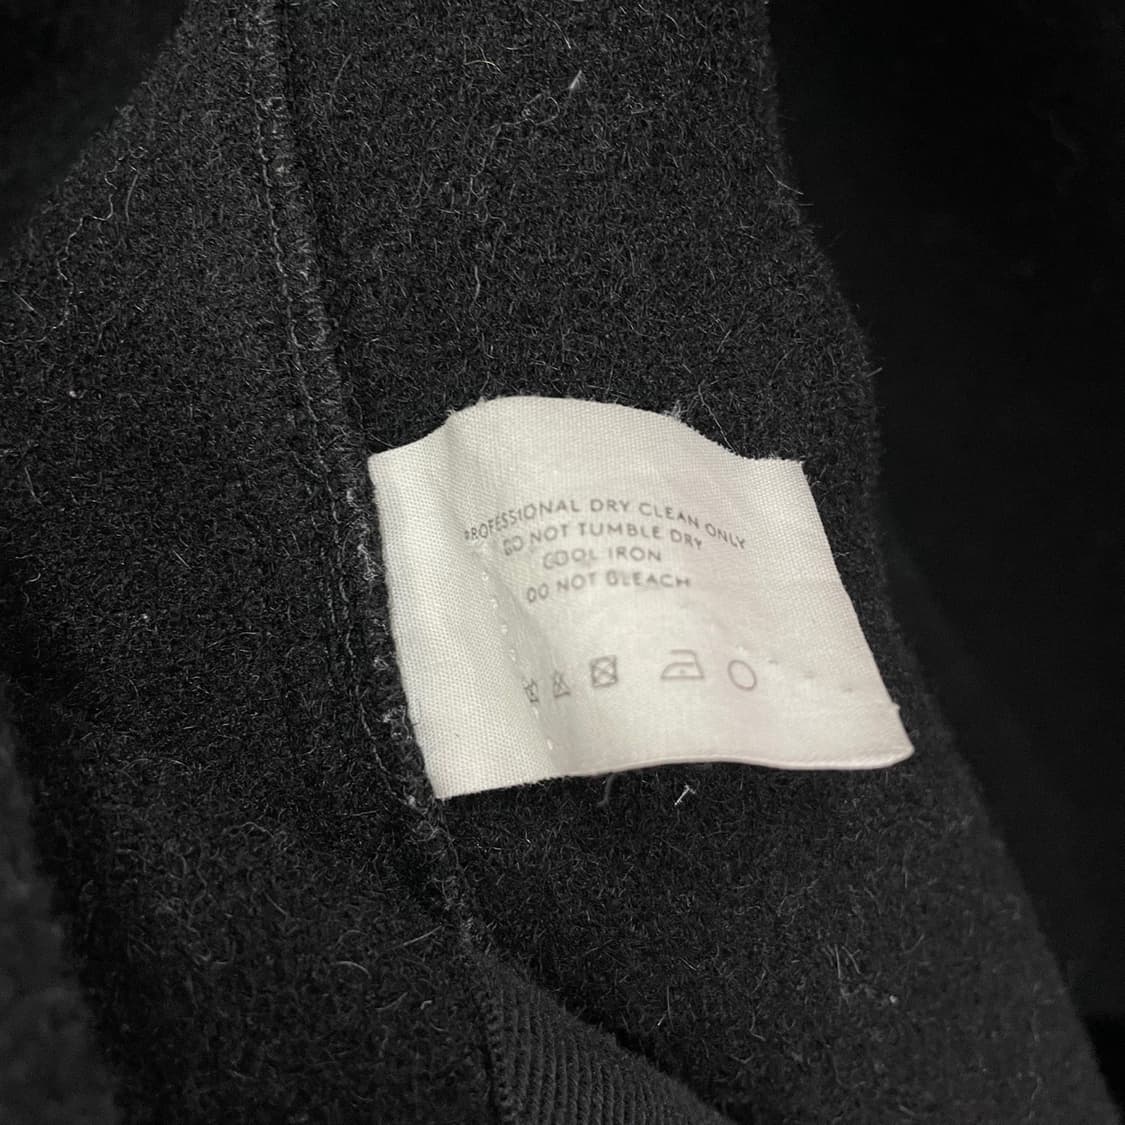 PROFESSIONAL DRY CLEAN ONLY
DO NOT TUMBLE DRY
COOL IRON
DO NOT BLEACH